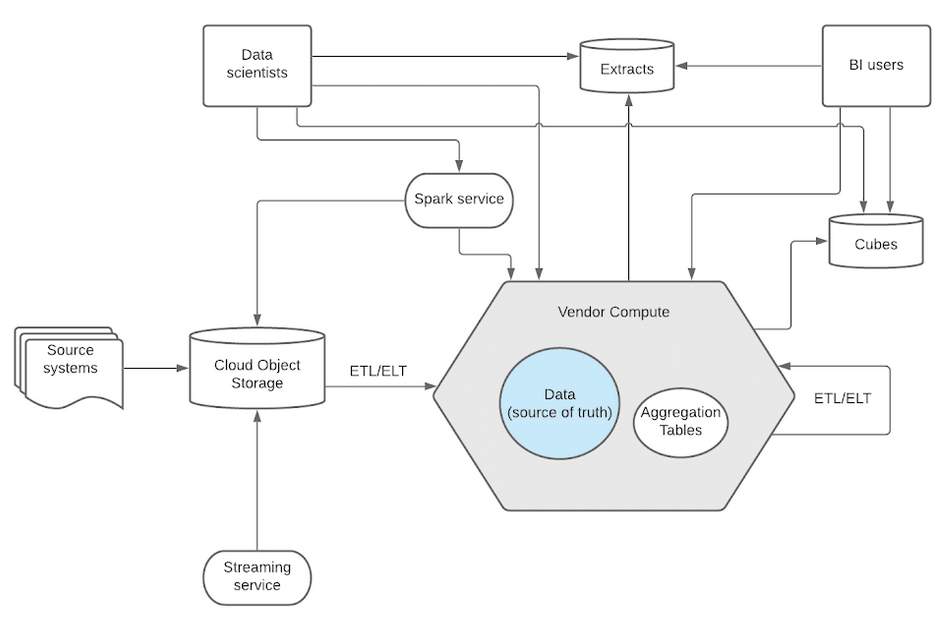 Data
scientists
Extracts
BI users
Spark service
Cubes
Vendor Compute
Source
systems
Cloud Object
Storage
ETL/ELT
Data
(source of truth)
Aggregation
Tables
ETL/ELT
Streaming
service